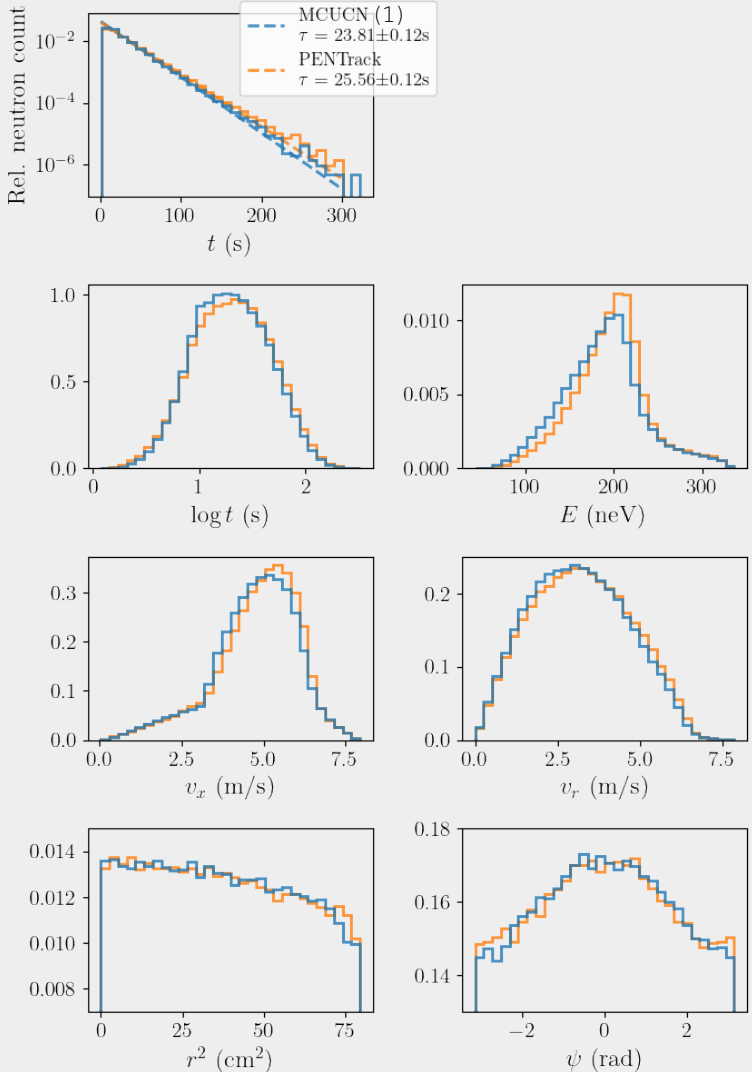 MCUCN (1)
τ = 23.81±0.12s
PENTrack
τ = 25.56±0.12s
Rel. neutron count
10⁻²
10⁻⁴
10⁻⁶
0 100 200 300
t (s)
1.0
0.5
0.0
0 1 2
log t (s)
0.010
0.005
0.000
100 200 300
E (neV)
0.3
0.2
0.1
0.0
0.0 2.5 5.0 7.5
vₓ (m/s)
0.2
0.1
0.0
0.0 2.5 5.0 7.5
vᵣ (m/s)
0.014
0.012
0.010
0.008
0 25 50 75
r² (cm²)
0.18
0.16
0.14
−2 0 2
ψ (rad)